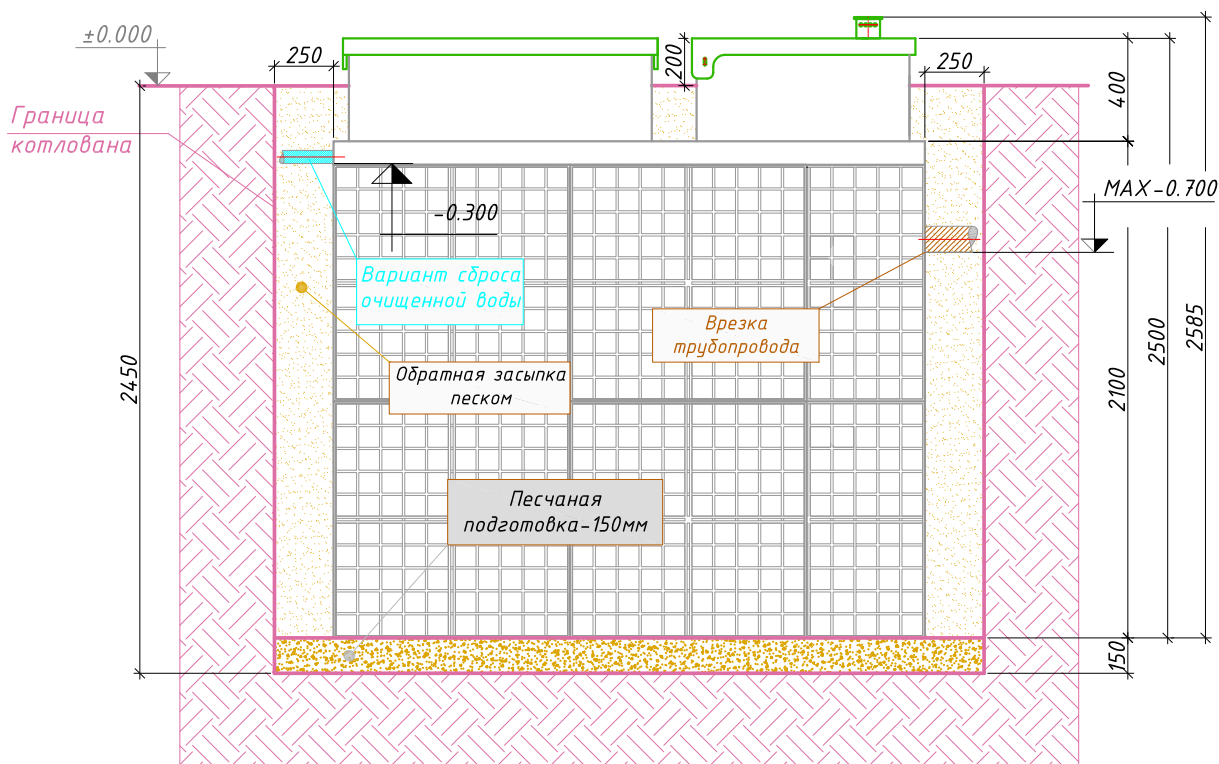 ±0.000
250
200
250
400
Граница
котлована
МАХ-0.700
-0.300
Вариант сброса
очищенной воды
Врезка
трубопровода
Обратная засыпка
песком
2450
2100
2500
2585
Песчаная
подготовка-150мм
150